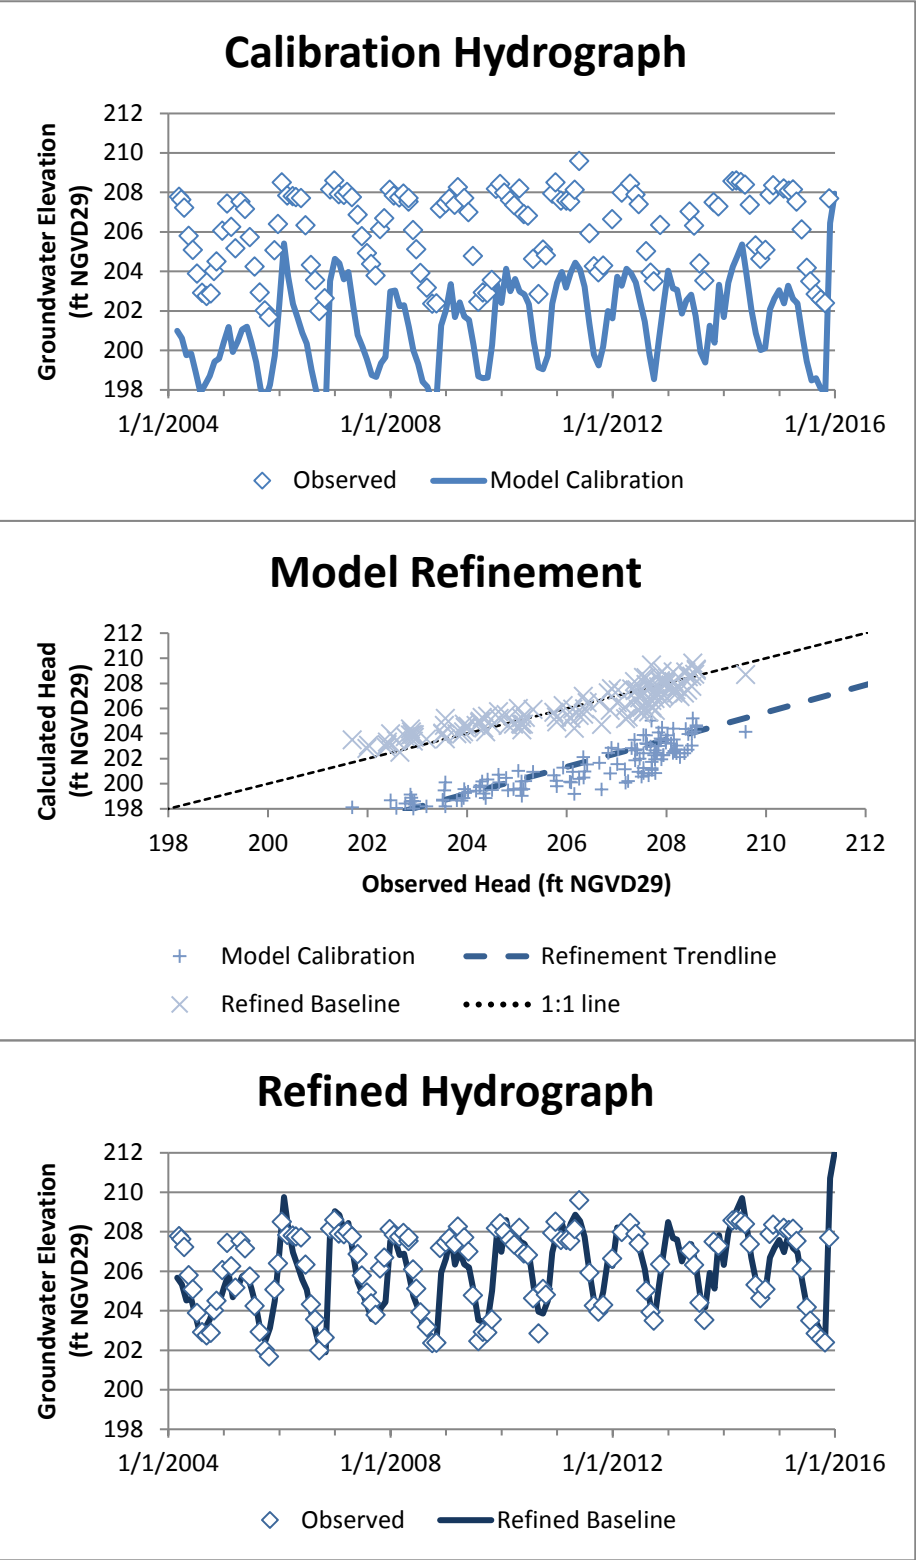 Calibration Hydrograph
Groundwater Elevation
(ft NGVD29)
212
210
208
206
204
202
200
198
1/1/2004 1/1/2008 1/1/2012 1/1/2016
Observed Model Calibration
Model Refinement
Calculated Head
(ft NGVD29)
212
210
208
206
204
202
200
198
198 200 202 204 206 208 210 212
Observed Head (ft NGVD29)
Model Calibration Refinement Trendline
Refined Baseline 1:1 line
Refined Hydrograph
Groundwater Elevation
(ft NGVD29)
212
210
208
206
204
202
200
198
1/1/2004 1/1/2008 1/1/2012 1/1/2016
Observed Refined Baseline